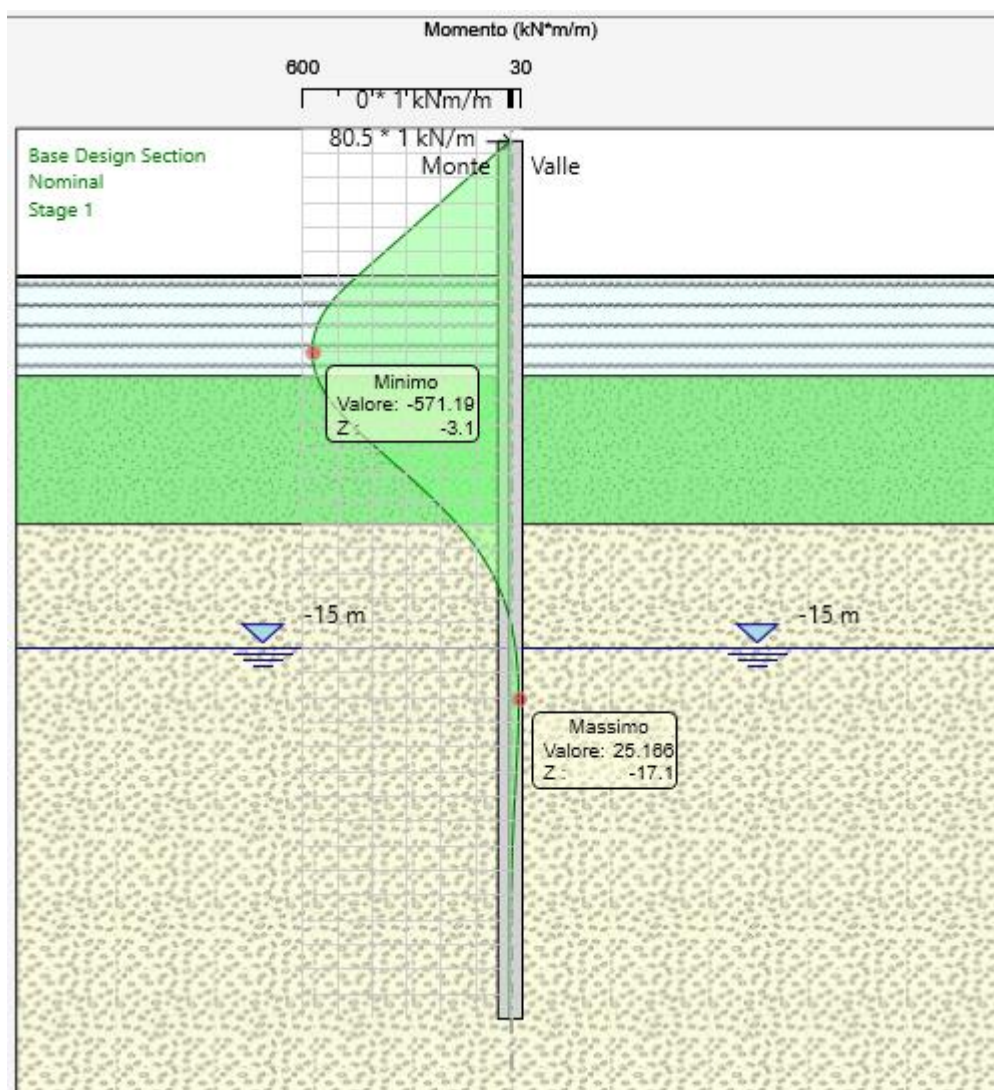 Momento (kN*m/m)
600 30
0 * 1 kNm/m
80.5 * 1 kN/m
Monte Valle
Base Design Section
Nominal
Stage 1
Minimo
Valore: -571.19
Z : -3.1
-15 m -15 m
Massimo
Valore: 25.166
Z : -17.1